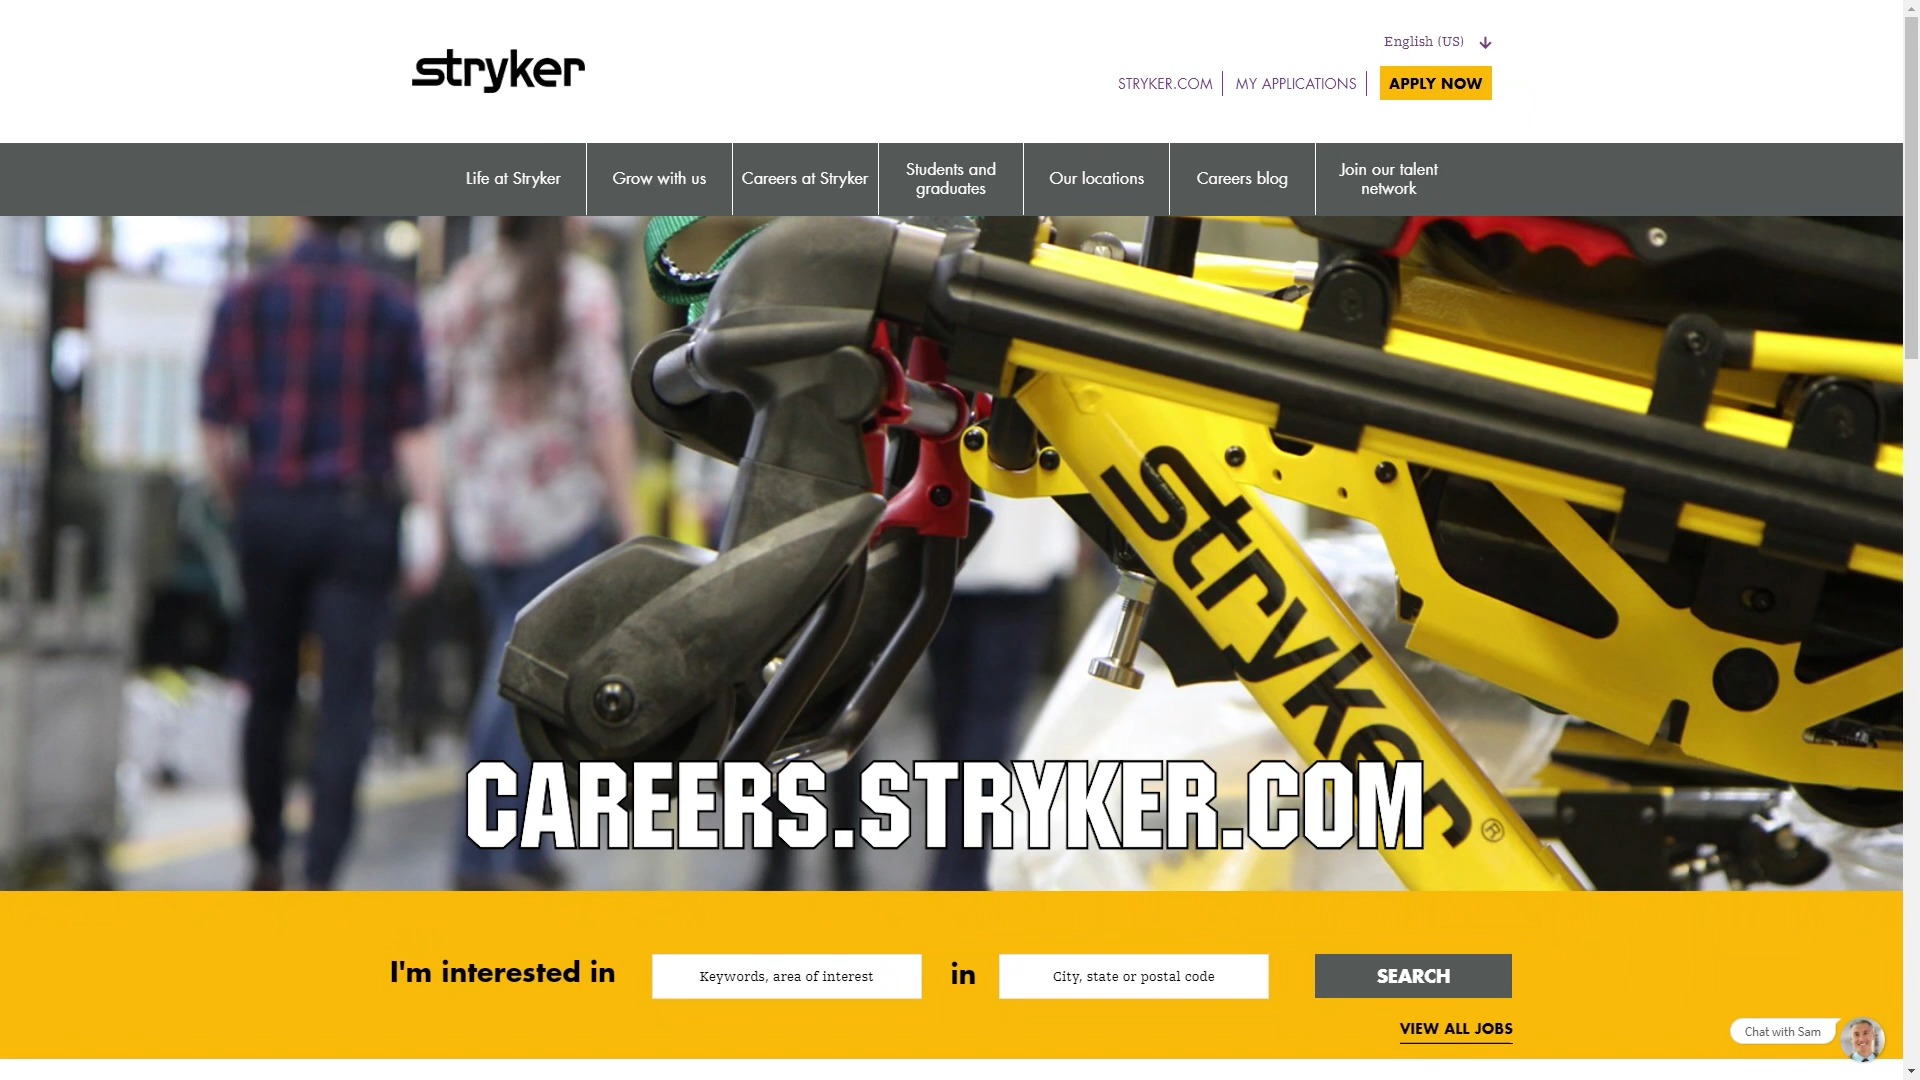 stryker
English (US)
STRYKER.COM
MY APPLICATIONS
APPLY NOW
Life at Stryker
Grow with us
Careers at Stryker
Students and
graduates
Our locations
Careers blog
Join our talent
network
stryker®
CAREERS.STRYKER.COM
I'm interested in
Keywords, area of interest
in
City, state or postal code
SEARCH
VIEW ALL JOBS
Chat with Sam